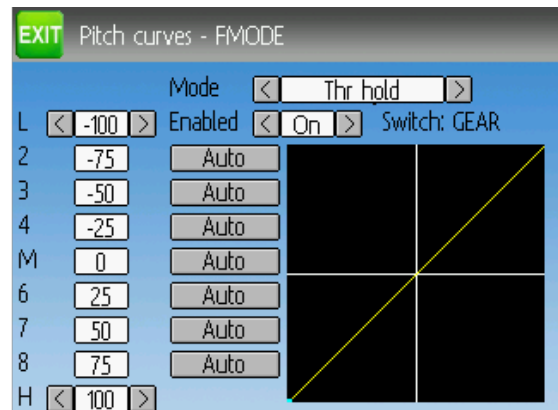 EXIT Pitch curves - FMODE
Mode < Thr hold >
L < -100 > Enabled < On > Switch: GEAR
2 -75 Auto
3 -50 Auto
4 -25 Auto
M 0 Auto
6 25 Auto
7 50 Auto
8 75 Auto
H < 100 >